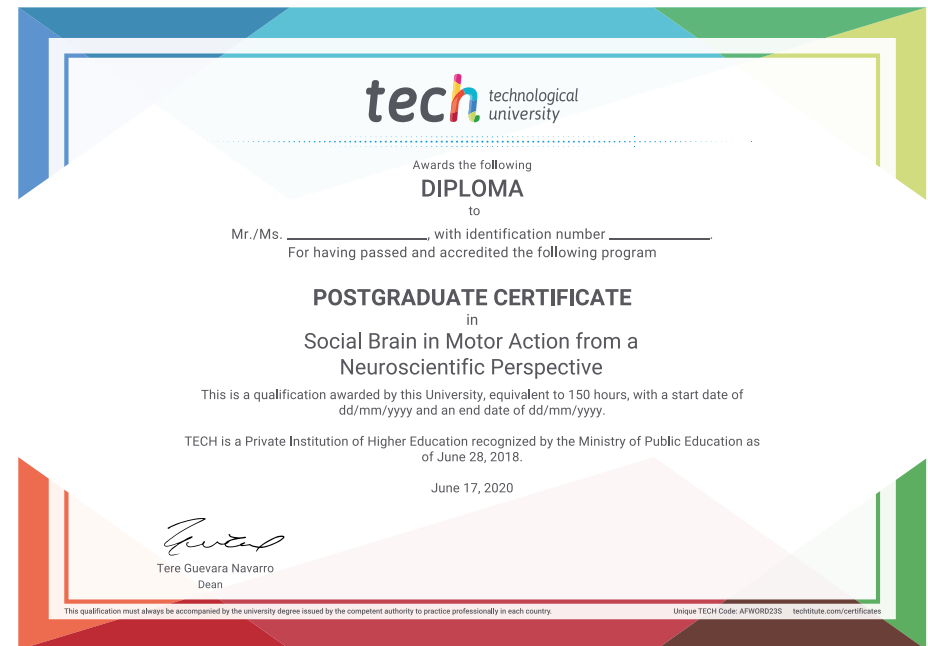 tech technological
university
Awards the following
DIPLOMA
to
Mr./Ms. ____________________, with identification number ______________.
For having passed and accredited the following program
POSTGRADUATE CERTIFICATE
in
Social Brain in Motor Action from a
Neuroscientific Perspective
This is a qualification awarded by this University, equivalent to 150 hours, with a start date of
dd/mm/yyyy and an end date of dd/mm/yyyy.
TECH is a Private Institution of Higher Education recognized by the Ministry of Public Education as
of June 28, 2018.
June 17, 2020
Tere Guevara Navarro
Dean
This qualification must always be accompanied by the university degree issued by the competent authority to practice professionally in each country.
Unique TECH Code: AFWORD23S techtitute.com/certificates